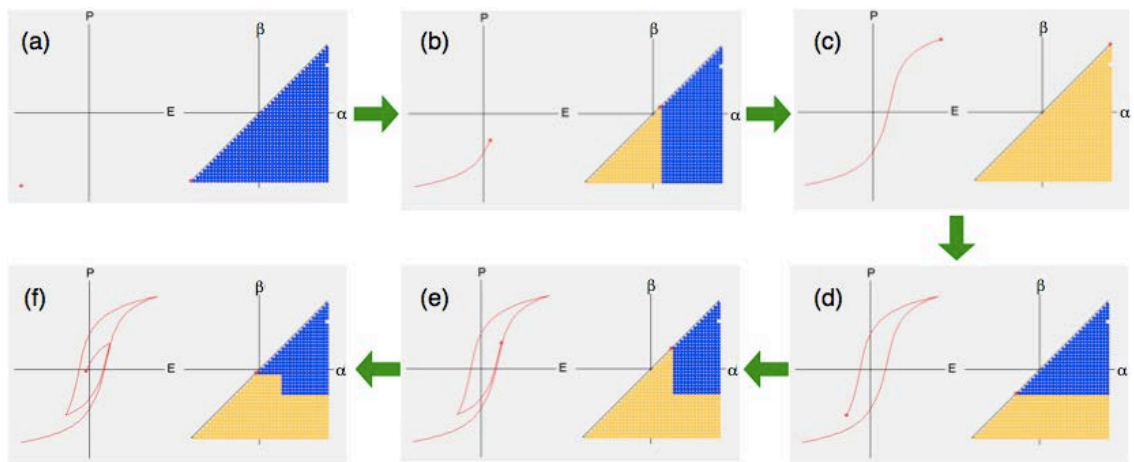 (a) P E β α
(b) P E β α
(c) P E β α
(f) P E β α
(e) P E β α
(d) P E β α